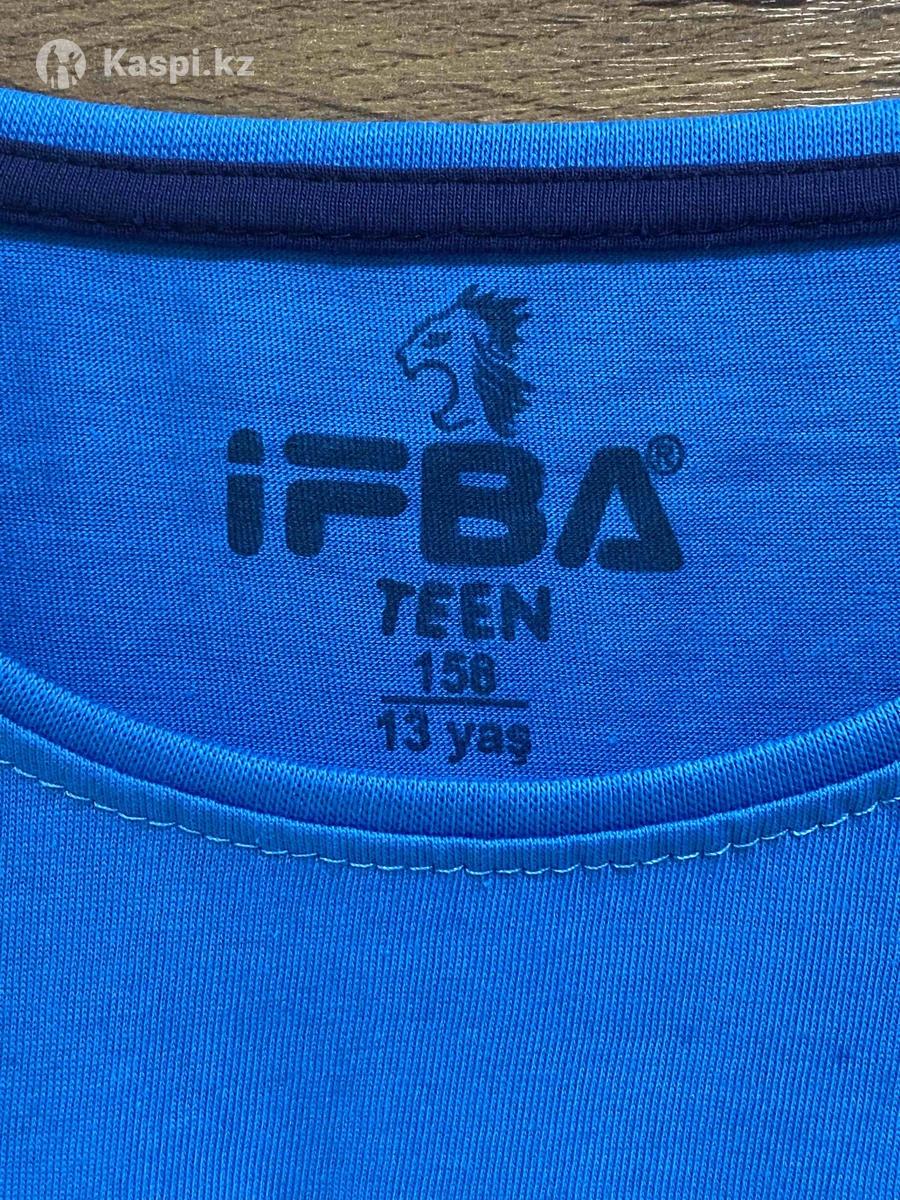 Kaspi.kz
iFBA®
TEEN
158
13 yaş